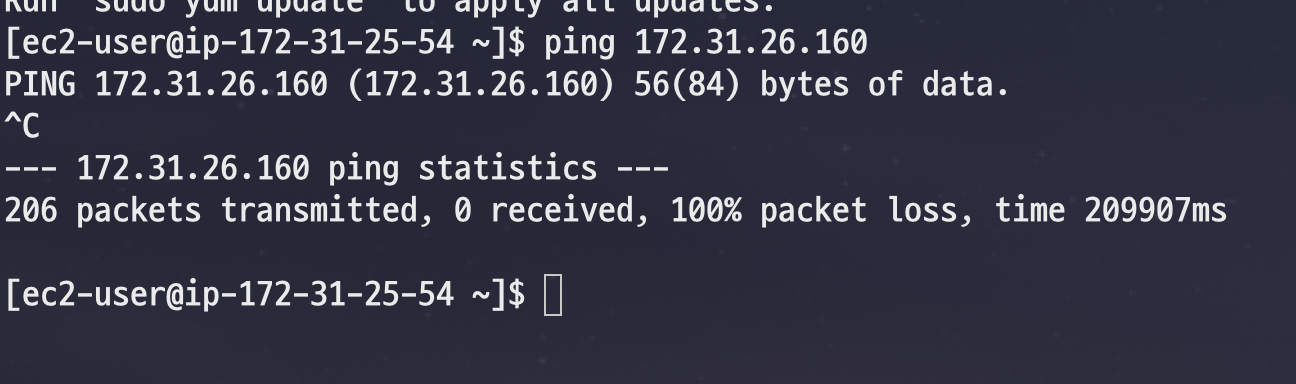 Run `sudo yum update` to apply all updates.
[ec2-user@ip-172-31-25-54 ~]$ ping 172.31.26.160
PING 172.31.26.160 (172.31.26.160) 56(84) bytes of data.
^C
--- 172.31.26.160 ping statistics ---
206 packets transmitted, 0 received, 100% packet loss, time 209907ms
[ec2-user@ip-172-31-25-54 ~]$